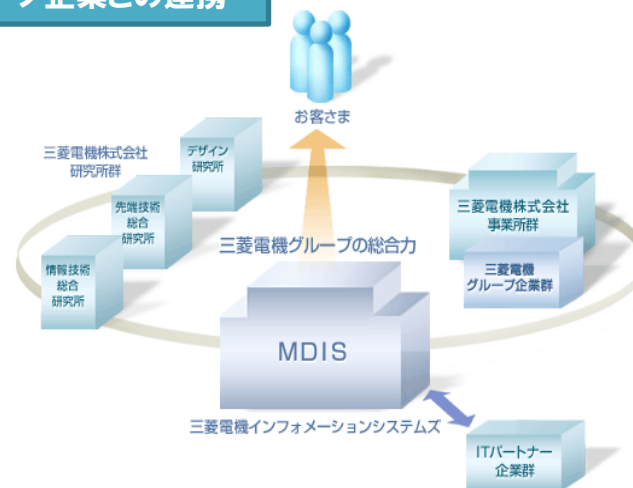 プ企業との連携
お客さま
三菱電機株式会社
研究所群
デザイン
研究所
先端技術
総合
研究所
情報技術
総合
研究所
三菱電機株式会社
事業所群
三菱電機
グループ企業群
三菱電機グループの総合力
MDIS
三菱電機インフォメーションシステムズ
ITパートナー
企業群